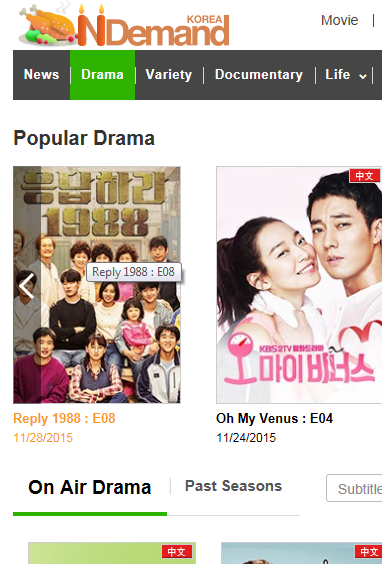 KOREA
NDemand
Movie |
News | Drama | Variety | Documentary | Life |
Popular Drama
응답하라
1988
Reply 1988 : E08
中文
KBS2TV 월화드라마
오 마이 비너스
Reply 1988 : E08
11/28/2015
Oh My Venus : E04
11/24/2015
On Air Drama | Past Seasons
Subtitle
中文
中文